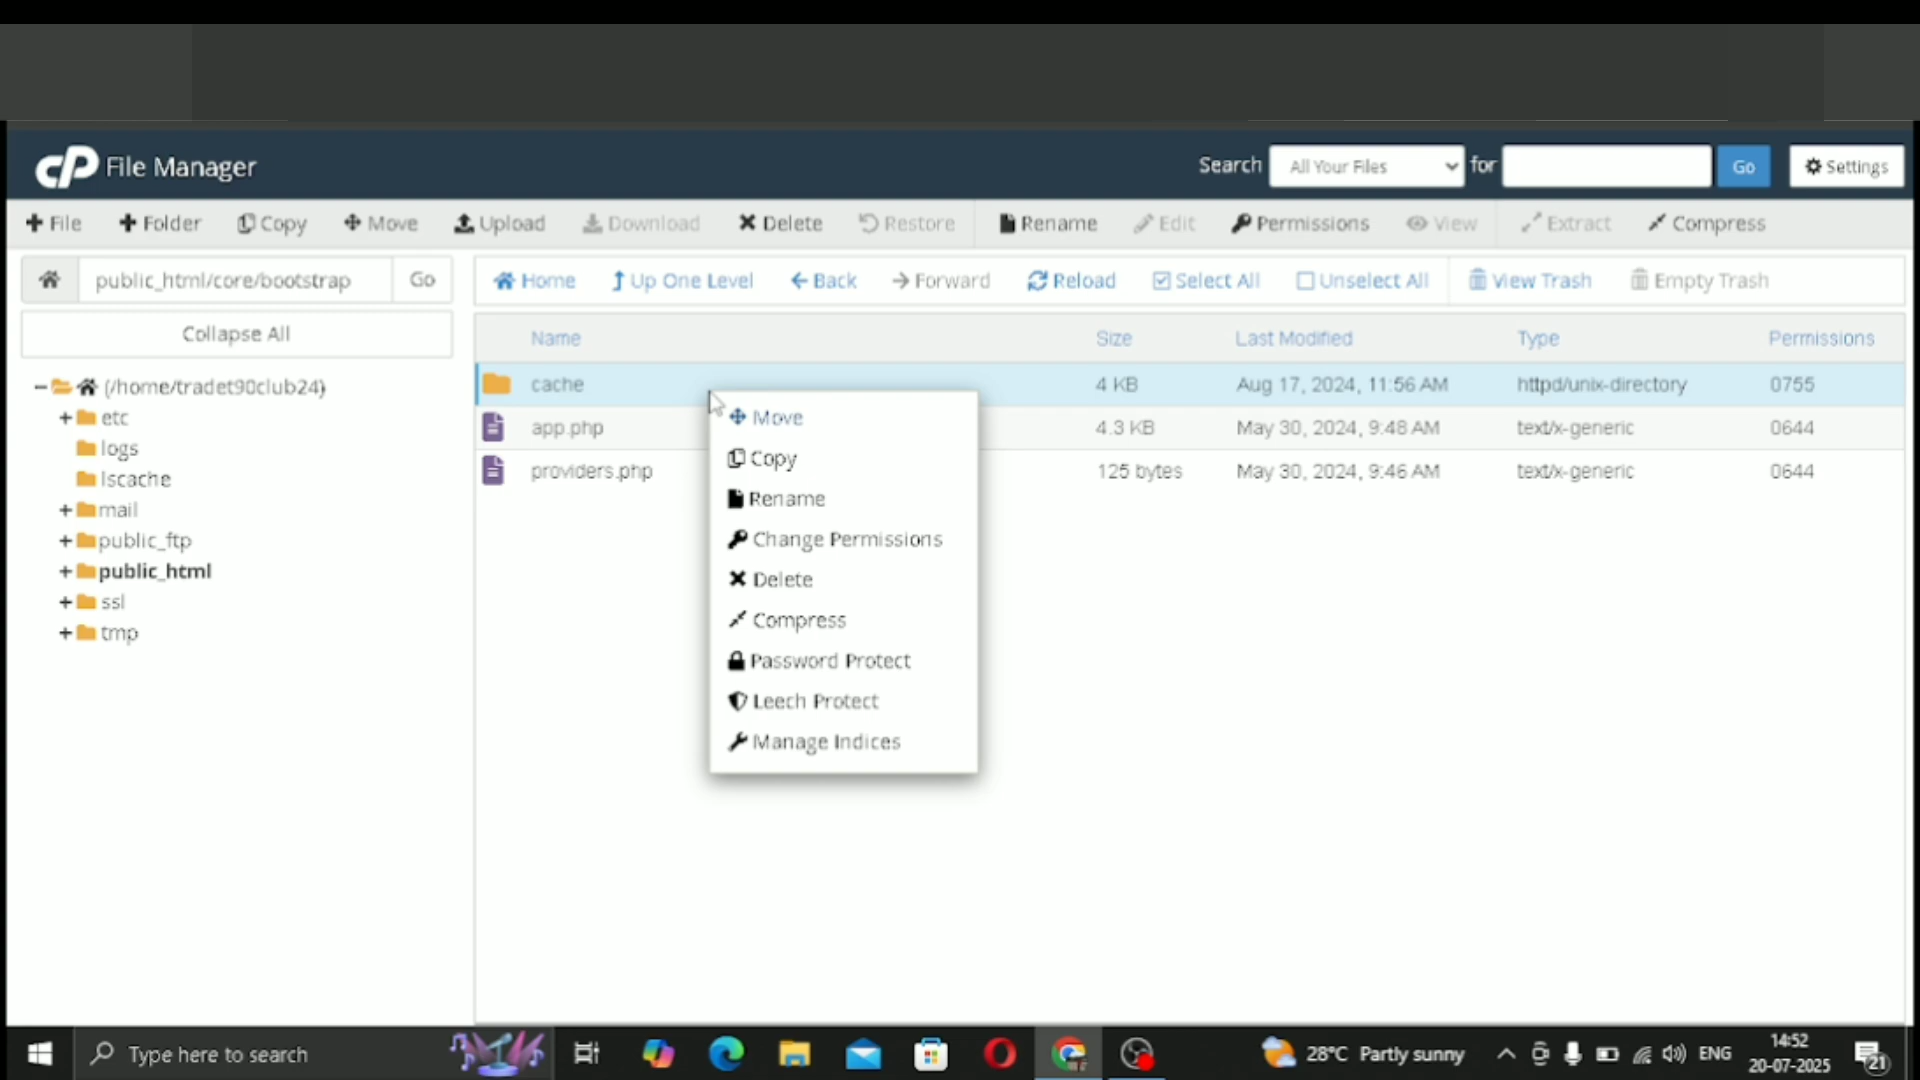 cP File Manager
Search All Your Files for Go Settings
File Folder Copy Move Upload Download Delete Restore Rename Edit Permissions View Extract Compress
public_html/core/bootstrap Go
Home Up One Level Back Forward Reload Select All Unselect All View Trash Empty Trash
Collapse All
(/home/tradet90club24)
etc
logs
lscache
mail
public_ftp
public_html
ssl
tmp
Name Size Last Modified Type Permissions
cache 4 KB Aug 17, 2024, 11:56 AM httpd/unix-directory 0755
app.php 4.3 KB May 30, 2024, 9:48 AM text/x-generic 0644
providers.php 125 bytes May 30, 2024, 9:46 AM text/x-generic 0644
Move
Copy
Rename
Change Permissions
Delete
Compress
Password Protect
Leech Protect
Manage Indices
Type here to search
28°C Partly sunny
ENG
14:52
20-07-2025
21